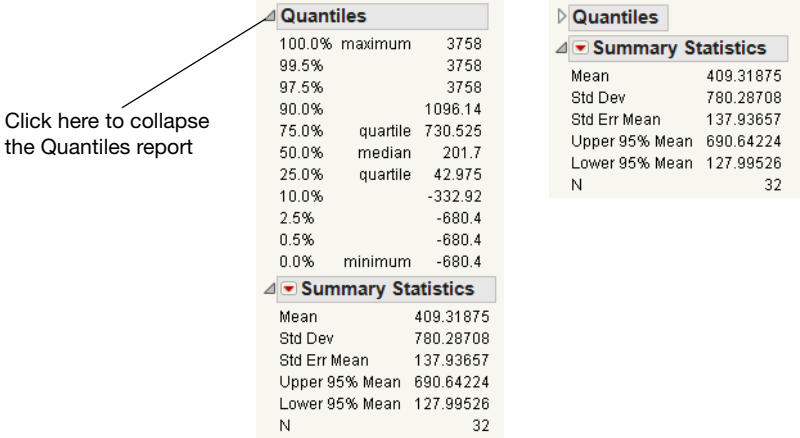 Click here to collapse
the Quantiles report
Quantiles
100.0% maximum 3758
99.5% 3758
97.5% 3758
90.0% 1096.14
75.0% quartile 730.525
50.0% median 201.7
25.0% quartile 42.975
10.0% -332.92
2.5% -680.4
0.5% -680.4
0.0% minimum -680.4
Summary Statistics
Mean 409.31875
Std Dev 780.28708
Std Err Mean 137.93657
Upper 95% Mean 690.64224
Lower 95% Mean 127.99526
N 32
Quantiles
Summary Statistics
Mean 409.31875
Std Dev 780.28708
Std Err Mean 137.93657
Upper 95% Mean 690.64224
Lower 95% Mean 127.99526
N 32